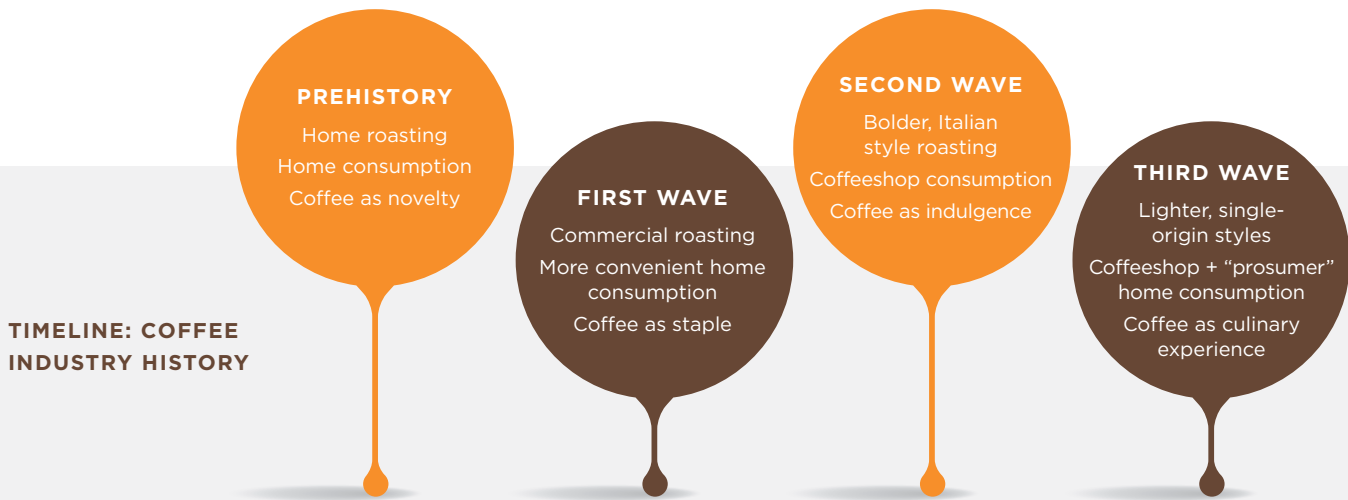 TIMELINE: COFFEE
INDUSTRY HISTORY
PREHISTORY
Home roasting
Home consumption
Coffee as novelty
FIRST WAVE
Commercial roasting
More convenient home
consumption
Coffee as staple
SECOND WAVE
Bolder, Italian
style roasting
Coffeeshop consumption
Coffee as indulgence
THIRD WAVE
Lighter, single-
origin styles
Coffeeshop + “prosumer”
home consumption
Coffee as culinary
experience